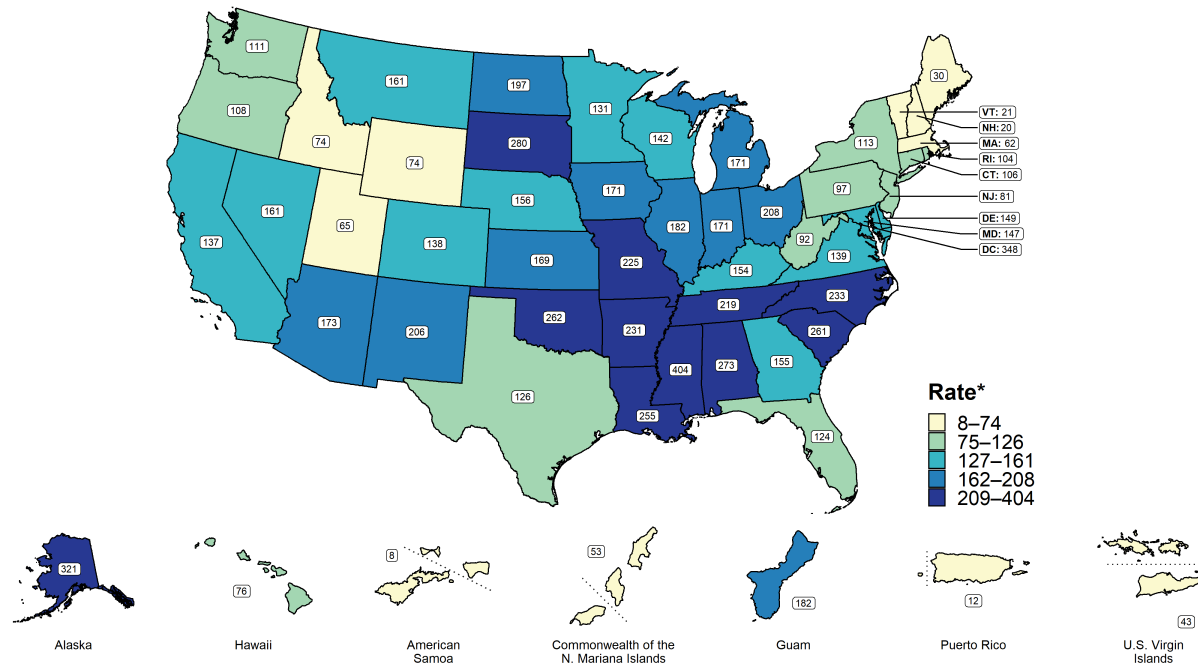 111
161
197
131
30
108
74
280
142
VT: 21
NH: 20
MA: 62
RI: 104
CT: 106
NJ: 81
DE: 149
MD: 147
DC: 348
113
171
74
97
171
156
208
161
182
171
65
92
137
138
139
169
225
154
233
173
206
262
219
231
261
155
404
273
126
255
124
Rate*
8–74
75–126
127–161
162–208
209–404
321
Alaska
76
Hawaii
8
American
Samoa
53
Commonwealth of the
N. Mariana Islands
182
Guam
12
Puerto Rico
43
U.S. Virgin
Islands